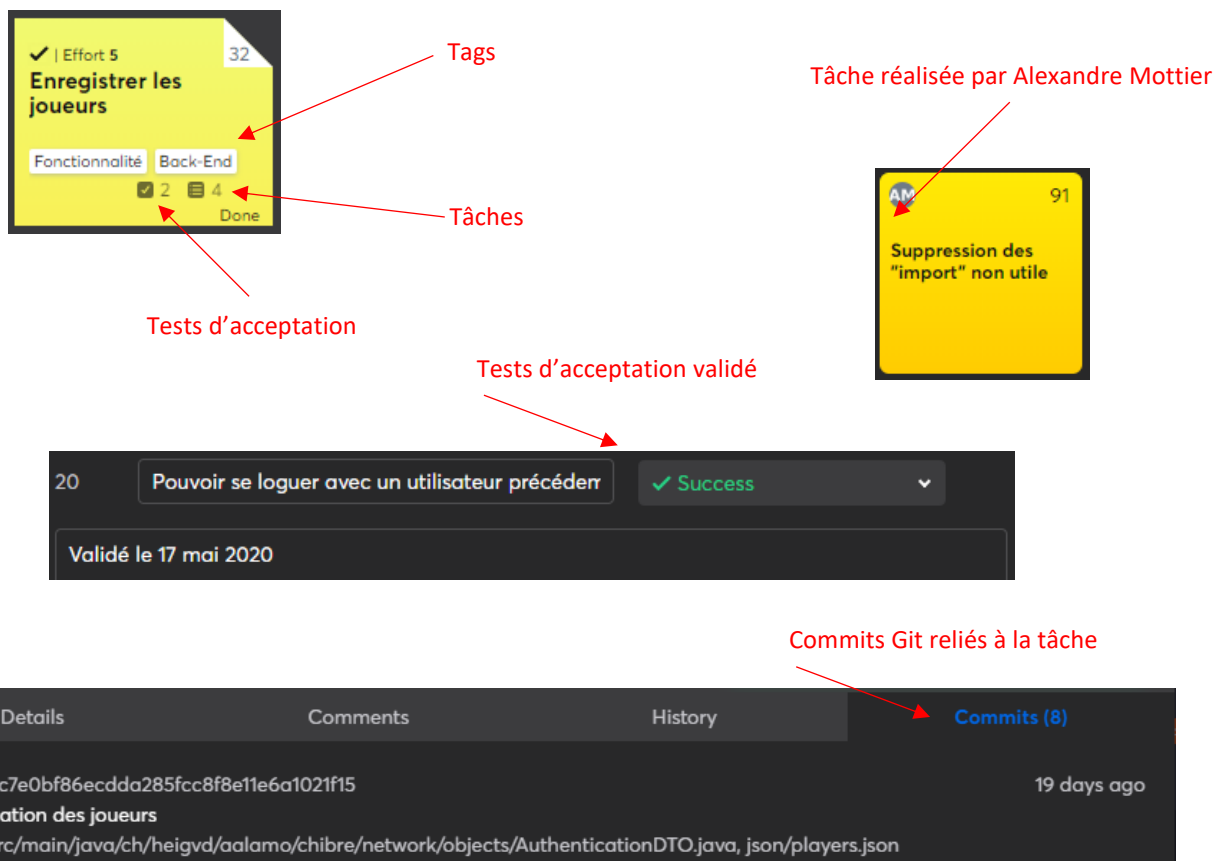 ✓ | Effort 5
32
Enregistrer les
joueurs
Fonctionnalité Back-End
2 4
Done
Tags
Tâches
Tests d'acceptation
Tâche réalisée par Alexandre Mottier
AM 91
Suppression des
"import" non utile
Tests d'acceptation validé
20 Pouvoir se loguer avec un utilisateur précédem ✓ Success
Validé le 17 mai 2020
Commits Git reliés à la tâche
Details Comments History Commits (8)
c7e0bf86ecdda285fcc8f8e11e6a1021f15 19 days ago
ation des joueurs
rc/main/java/ch/heigvd/aalamo/chibre/network/objects/AuthenticationDTO.java, json/players.json